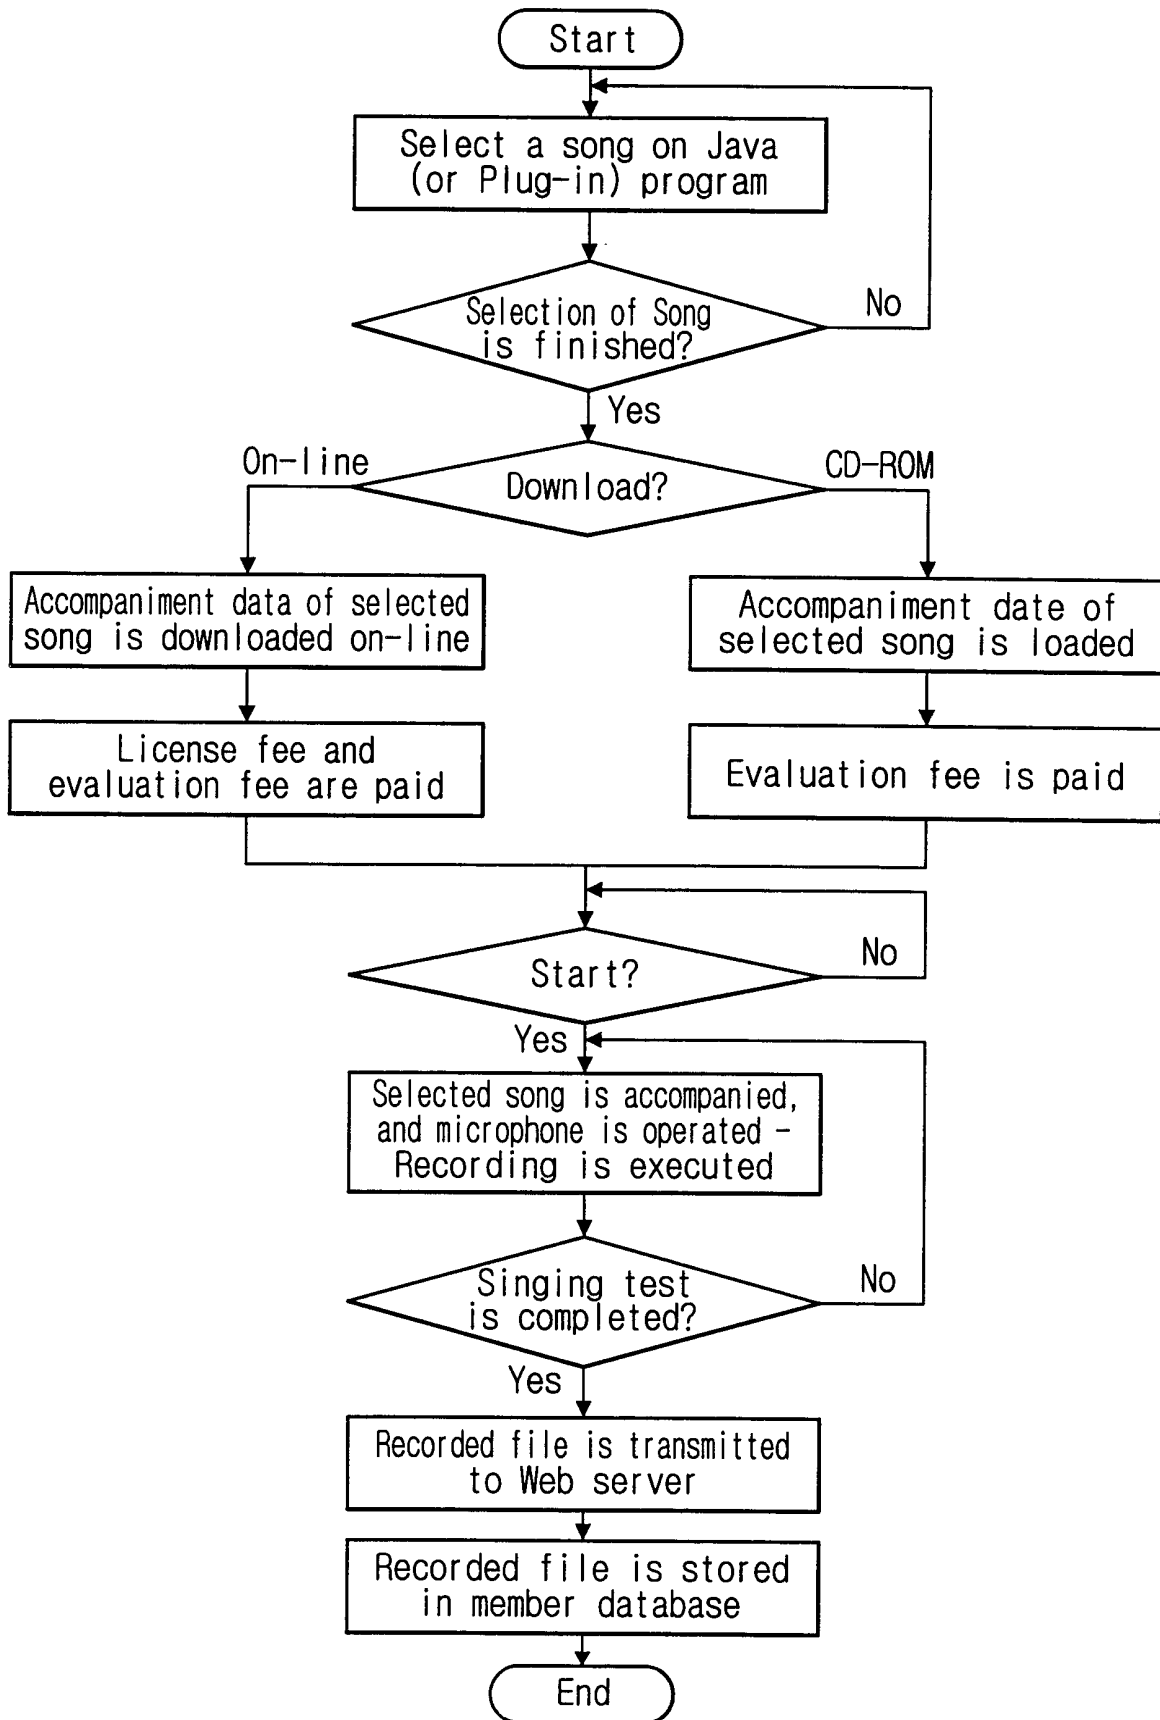 Start
Select a song on Java
(or Plug-in) program
Selection of Song
is finished?
No
Yes
On-line
Download?
CD-ROM
Accompaniment data of selected
song is downloaded on-line
Accompaniment date of
selected song is loaded
License fee and
evaluation fee are paid
Evaluation fee is paid
Start?
No
Yes
Selected song is accompanied,
and microphone is operated -
Recording is executed
Singing test
is completed?
No
Yes
Recorded file is transmitted
to Web server
Recorded file is stored
in member database
End